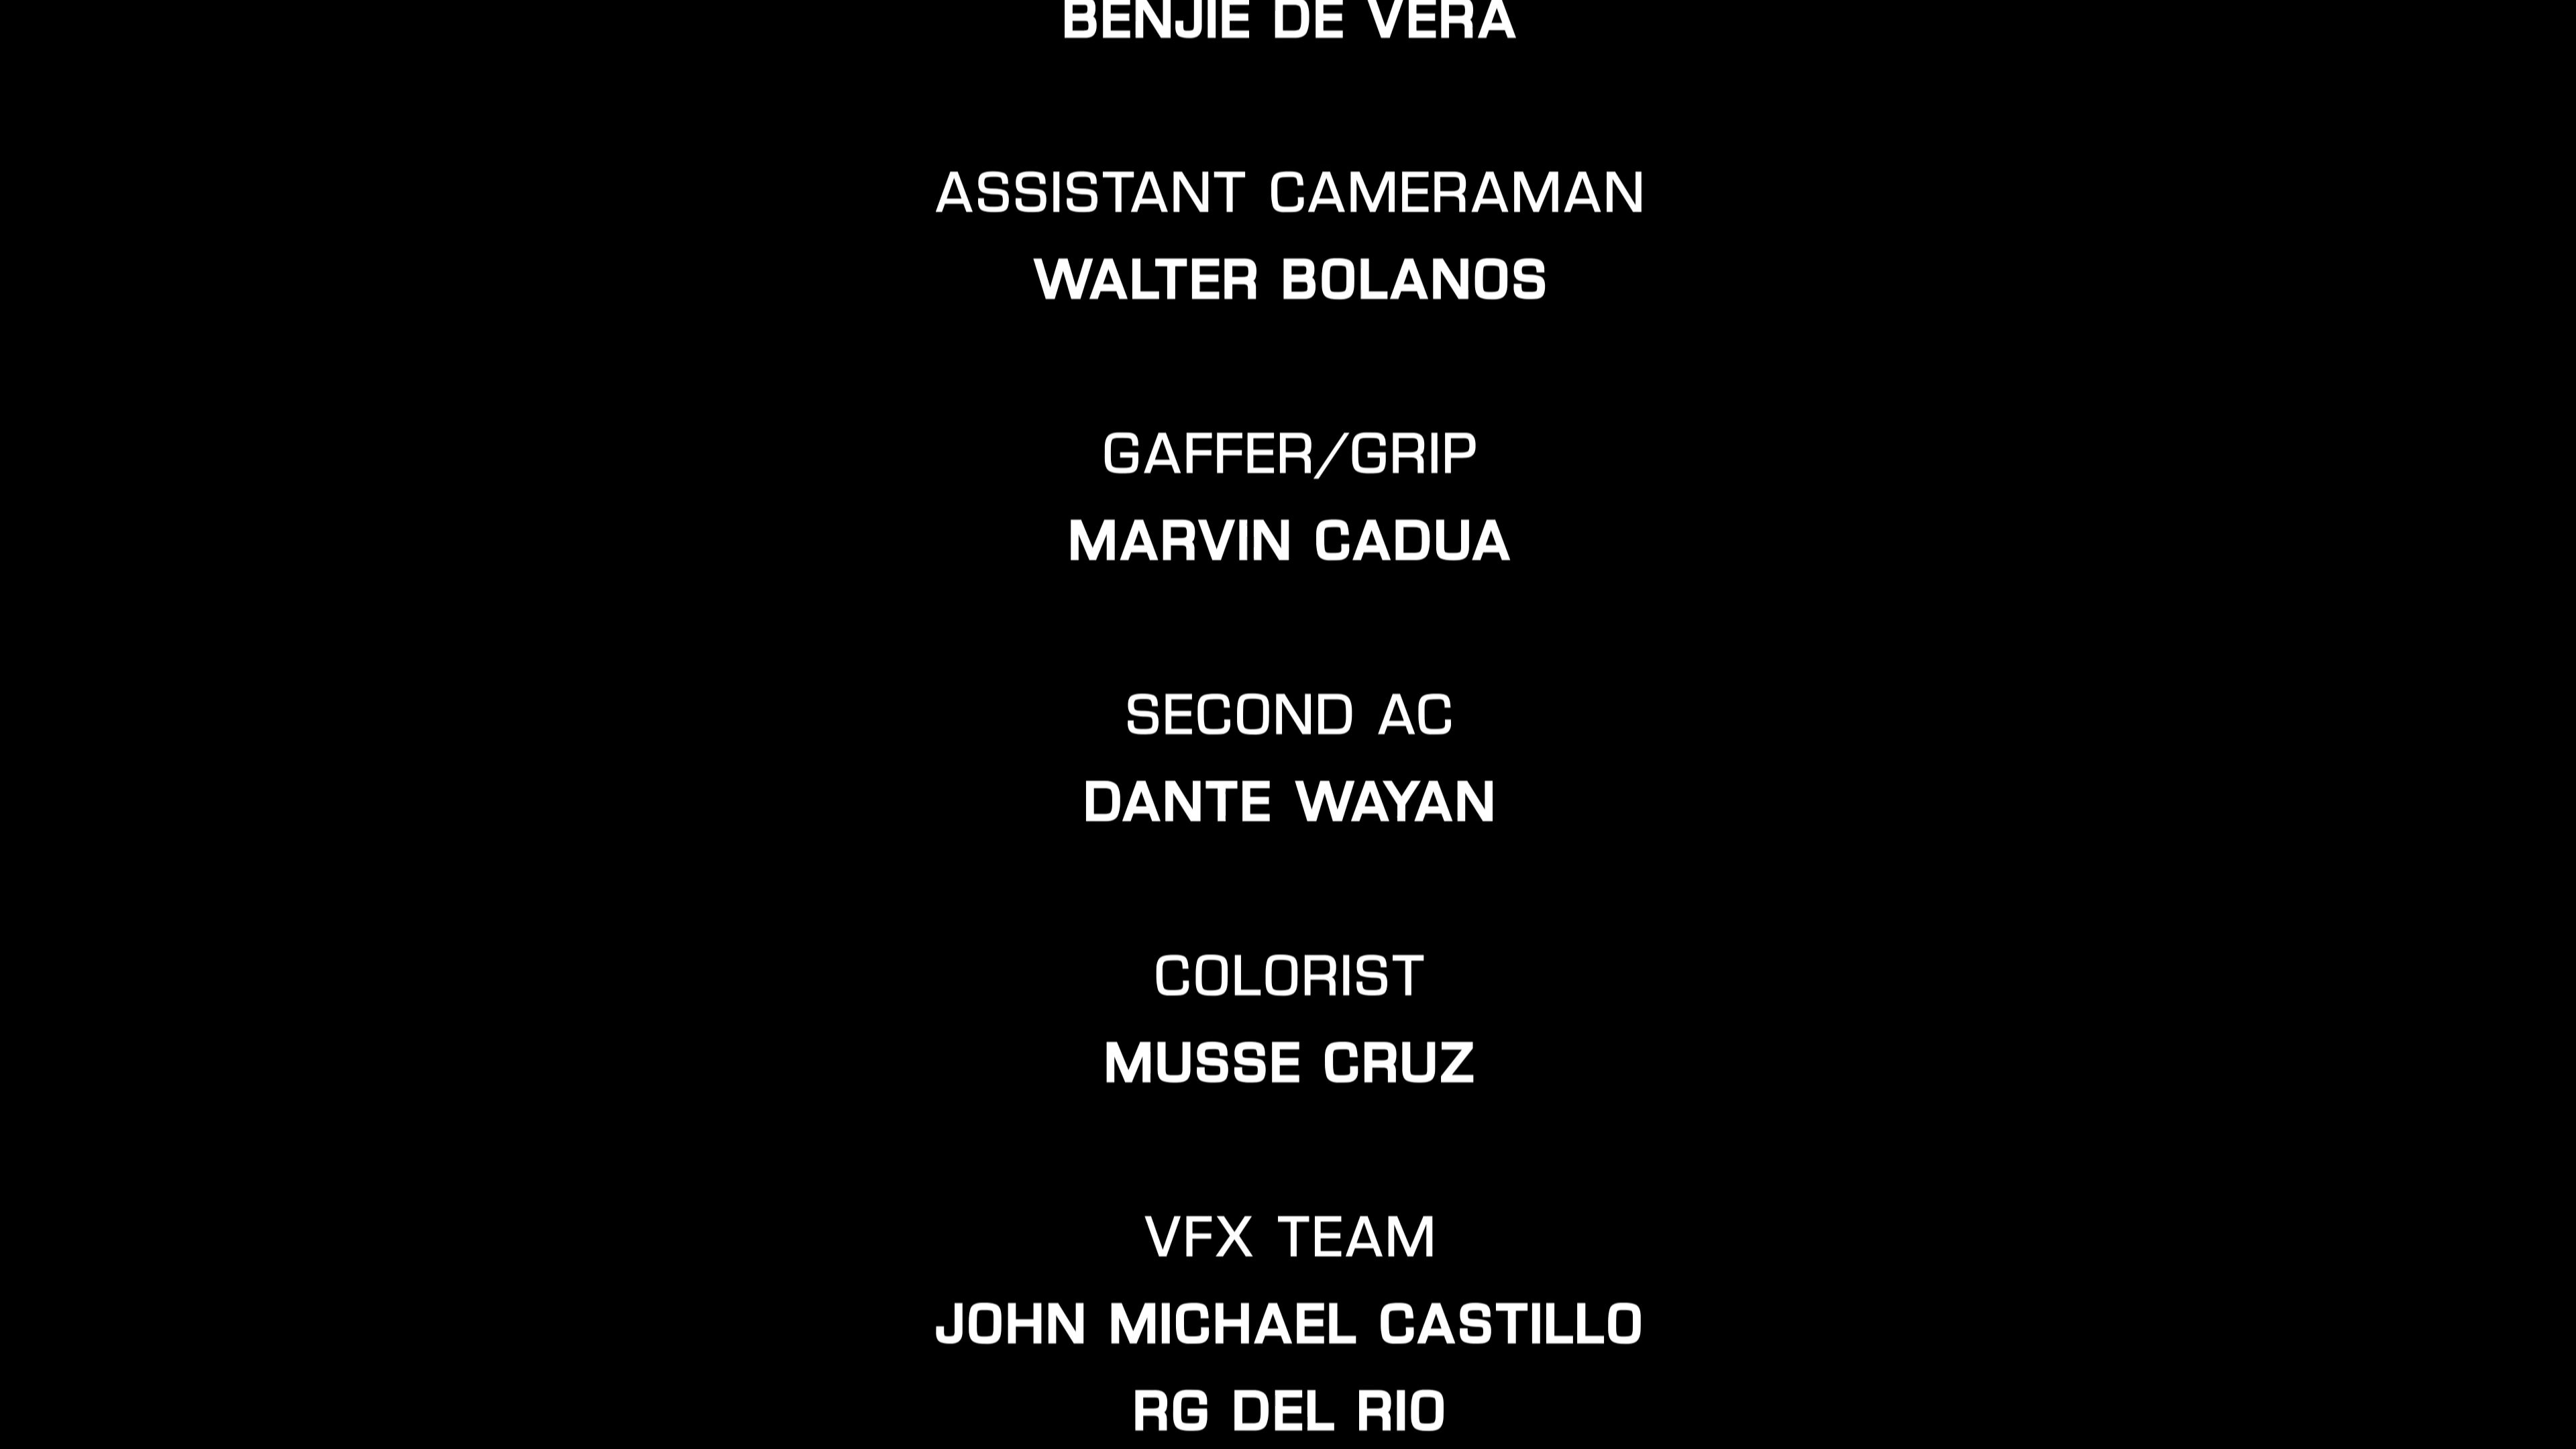 BENJIE DE VERA
ASSISTANT CAMERAMAN
WALTER BOLANOS
GAFFER/GRIP
MARVIN CADUA
SECOND AC
DANTE WAYAN
COLORIST
MUSSE CRUZ
VFX TEAM
JOHN MICHAEL CASTILLO
RG DEL RIO